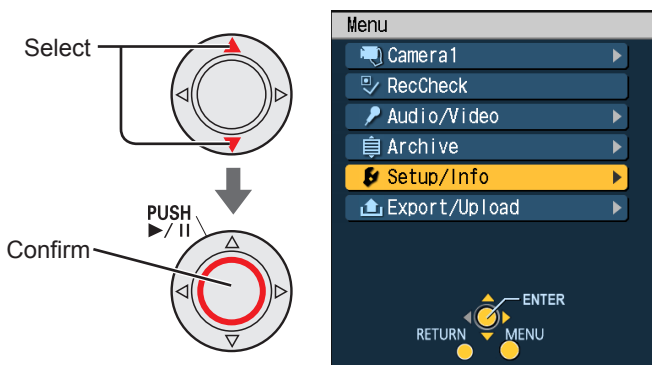 Select
PUSH
▶/II
Confirm
Menu
Camera1
RecCheck
Audio/Video
Archive
Setup/Info
Export/Upload
ENTER
RETURN
MENU